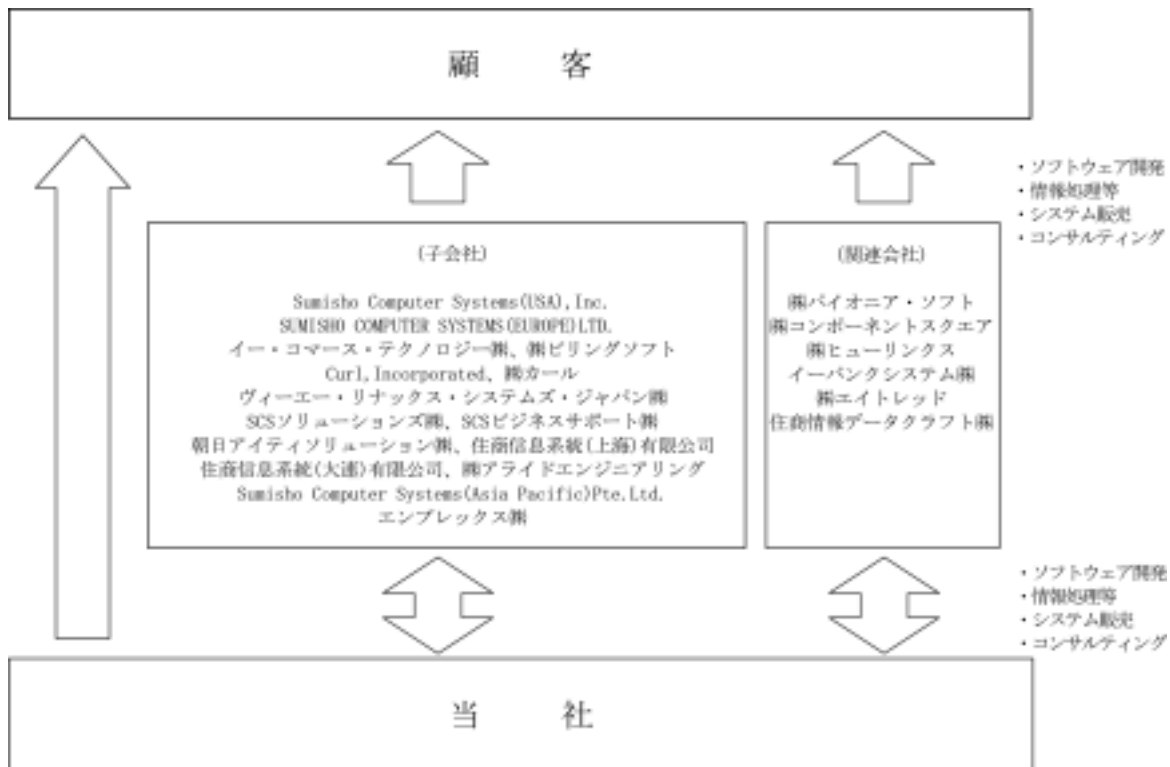 顧 客
・ソフトウェア開発
・情報処理等
・システム販売
・コンサルティング
(子会社)
Sumisho Computer Systems(USA),Inc.
SUMISHO COMPUTER SYSTEMS(EUROPE)LTD.
イー・コマース・テクノロジー㈱、㈱ビリングソフト
Curl,Incorporated、㈱カール
ヴィーエー・リナックス・システムズ・ジャパン㈱
SCSソリューションズ㈱、SCSビジネスサポート㈱
朝日アイティソリューション㈱、住商信息系統(上海)有限公司
住商信息系統(大連)有限公司、㈱アライドエンジニアリング
Sumisho Computer Systems(Asia Pacific)Pte.Ltd.
エンプレックス㈱
(関連会社)
㈱パイオニア・ソフト
㈱コンポーネントスクエア
㈱ヒューリンクス
イーバンクシステム㈱
㈱エイトレッド
住商情報データクラフト㈱
・ソフトウェア開発
・情報処理等
・システム販売
・コンサルティング
当 社